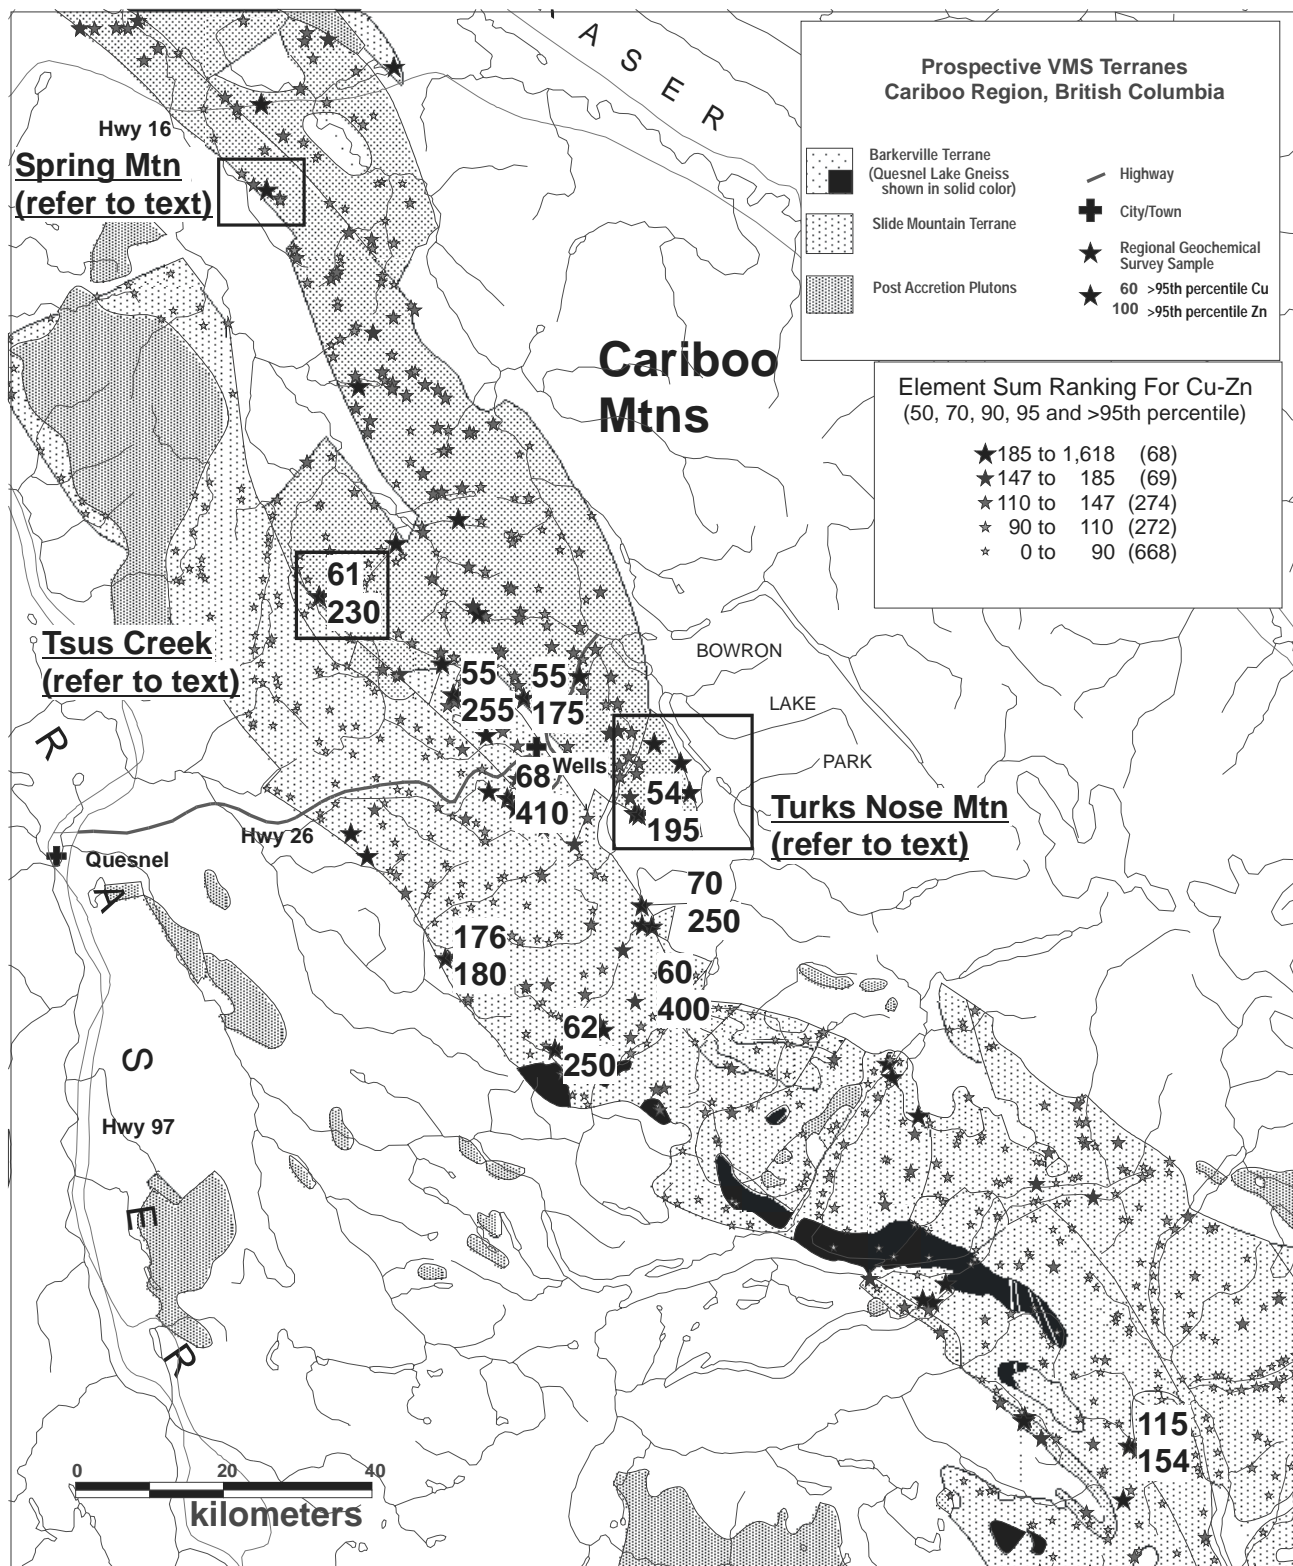 A
S
E
R
Prospective VMS Terranes
Cariboo Region, British Columbia
Barkerville Terrane
(Quesnel Lake Gneiss
shown in solid color)
Slide Mountain Terrane
Post Accretion Plutons
Highway
City/Town
Regional Geochemical
Survey Sample
60 >95th percentile Cu
100 >95th percentile Zn
Element Sum Ranking For Cu-Zn
(50, 70, 90, 95 and >95th percentile)
185 to 1,618 (68)
147 to 185 (69)
110 to 147 (274)
90 to 110 (272)
0 to 90 (668)
Hwy 16
Spring Mtn
(refer to text)
Cariboo
Mtns
61
230
Tsus Creek
(refer to text)
BOWRON
LAKE
PARK
55
255
55
175
Wells
68
410
54
195
Turks Nose Mtn
(refer to text)
Hwy 26
Quesnel
70
250
176
180
60
400
62
250
R
A
S
E
R
Hwy 97
115
154
0 20 40
kilometers